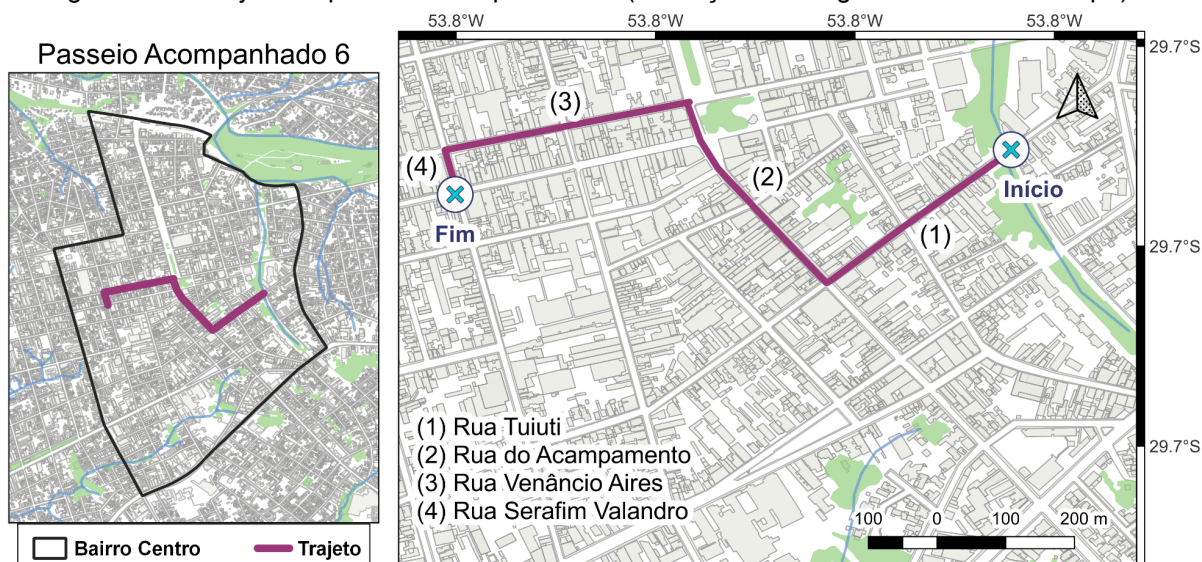 Passeio Acompanhado 6
53.8°W 53.8°W 53.8°W 53.8°W
29.7°S
(3)
(4)
(2)
Início
Fim
(1)
29.7°S
(1) Rua Tuiuti
(2) Rua do Acampamento
(3) Rua Venâncio Aires
(4) Rua Serafim Valandro
29.7°S
100 0 100 200 m
Bairro Centro Trajeto